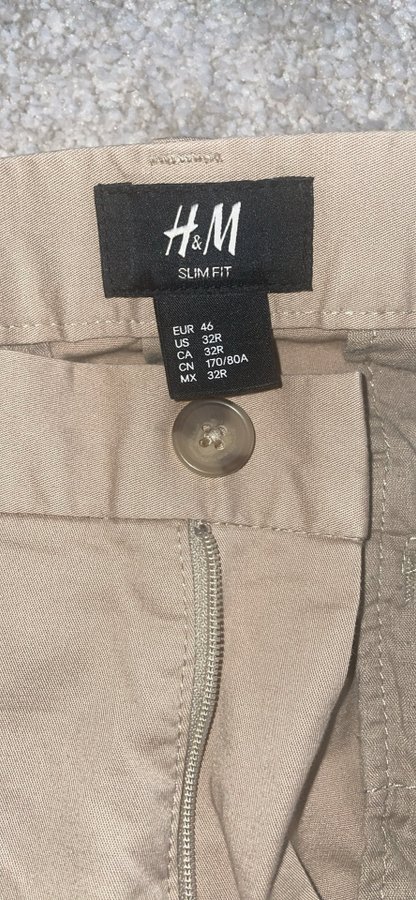 H&M
SLIM FIT
EUR 46
US 32R
CA 32R
CN 170/80A
MX 32R